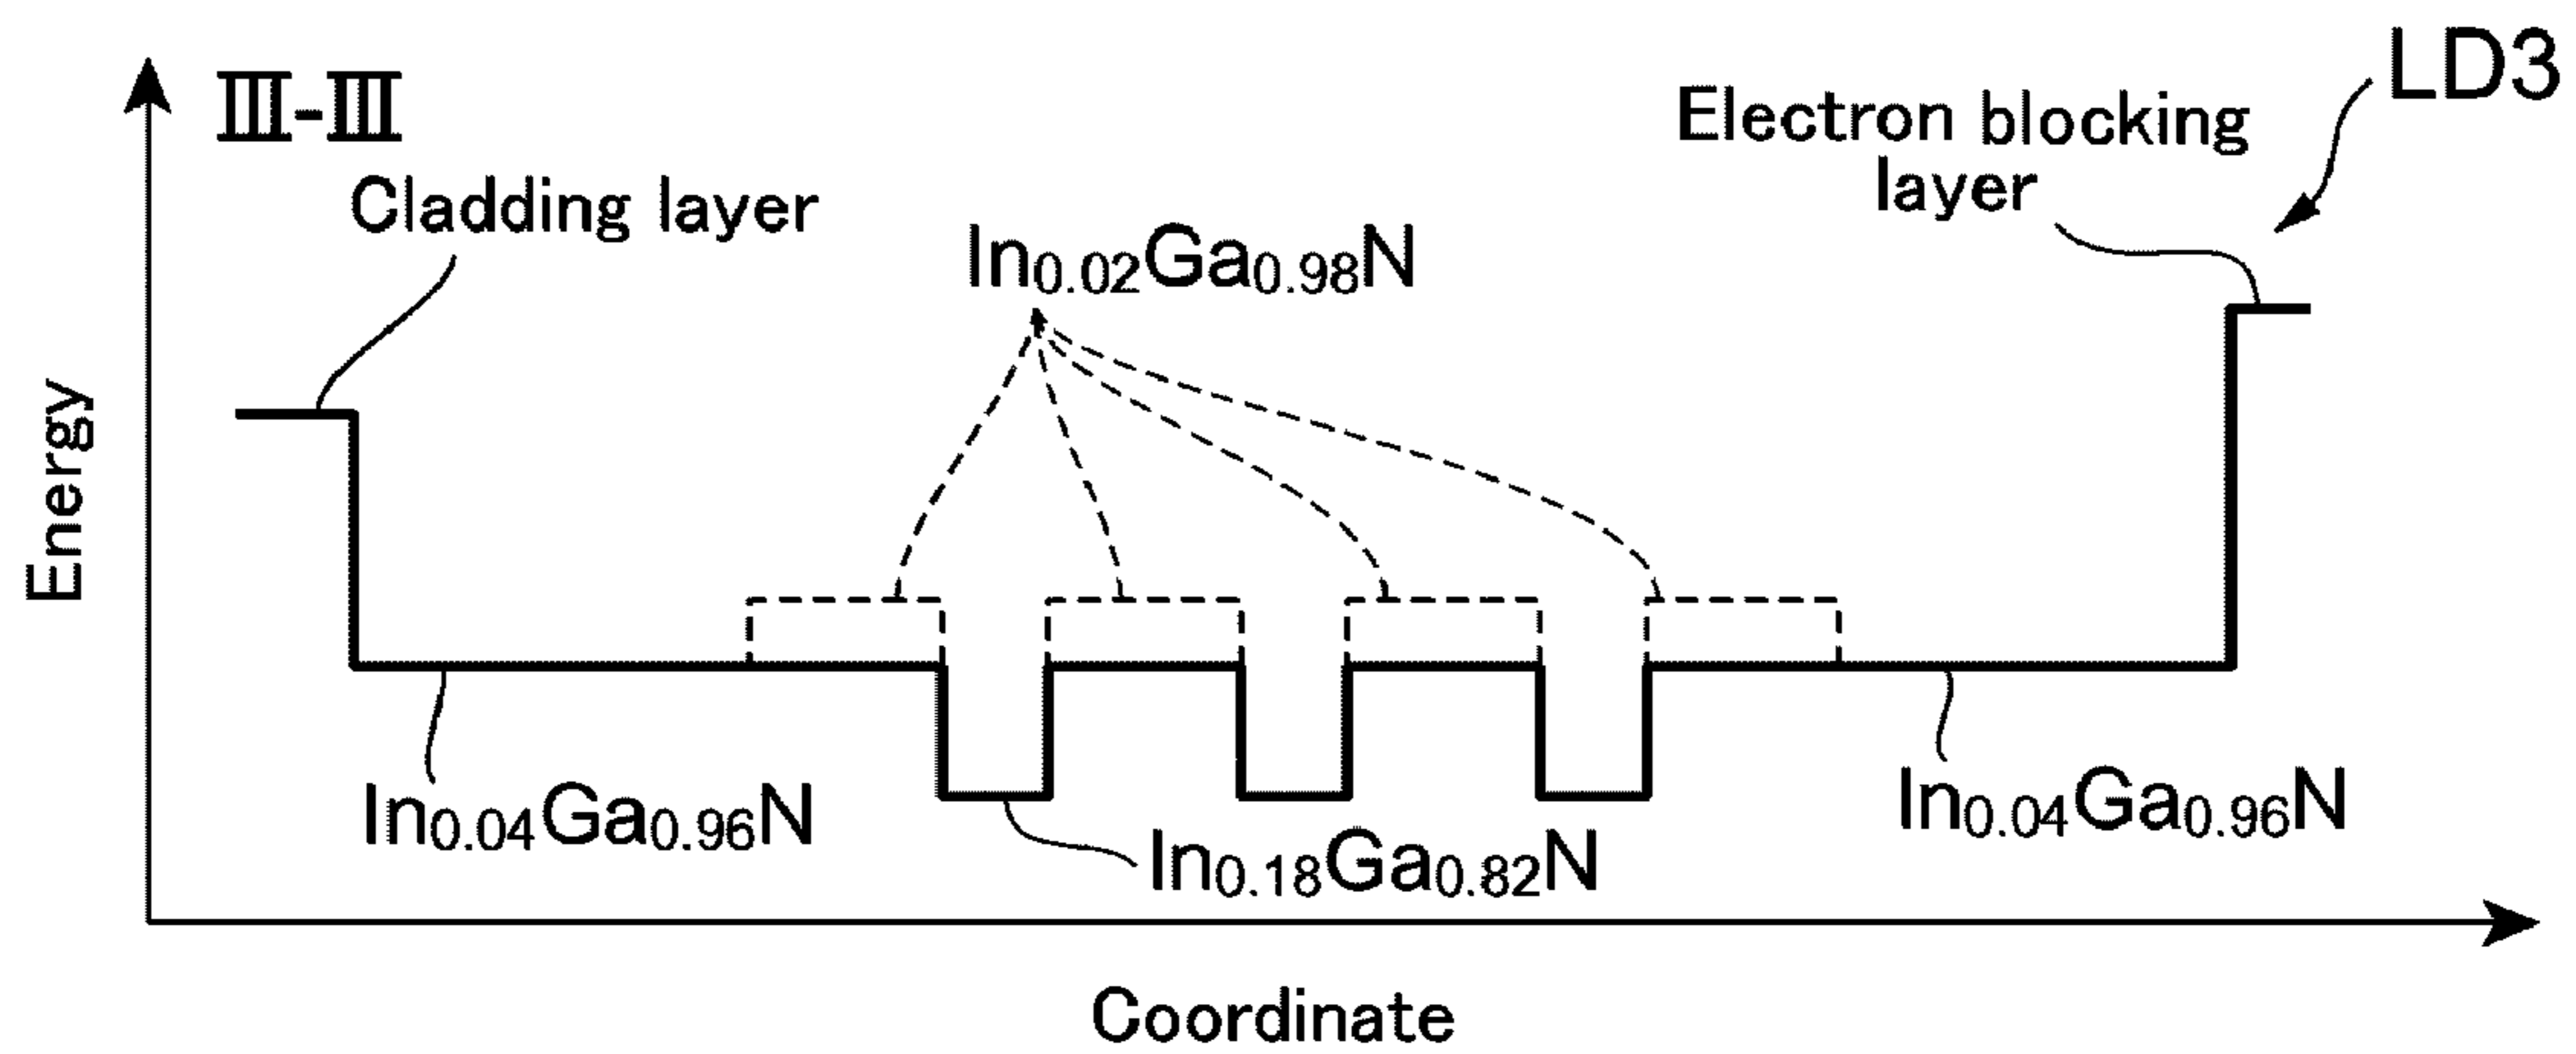 Ⅲ-Ⅲ
LD3
Electron blocking
layer
Cladding layer
In0.02Ga0.98N
Energy
In0.04Ga0.96N
In0.04Ga0.96N
In0.18Ga0.82N
Coordinate